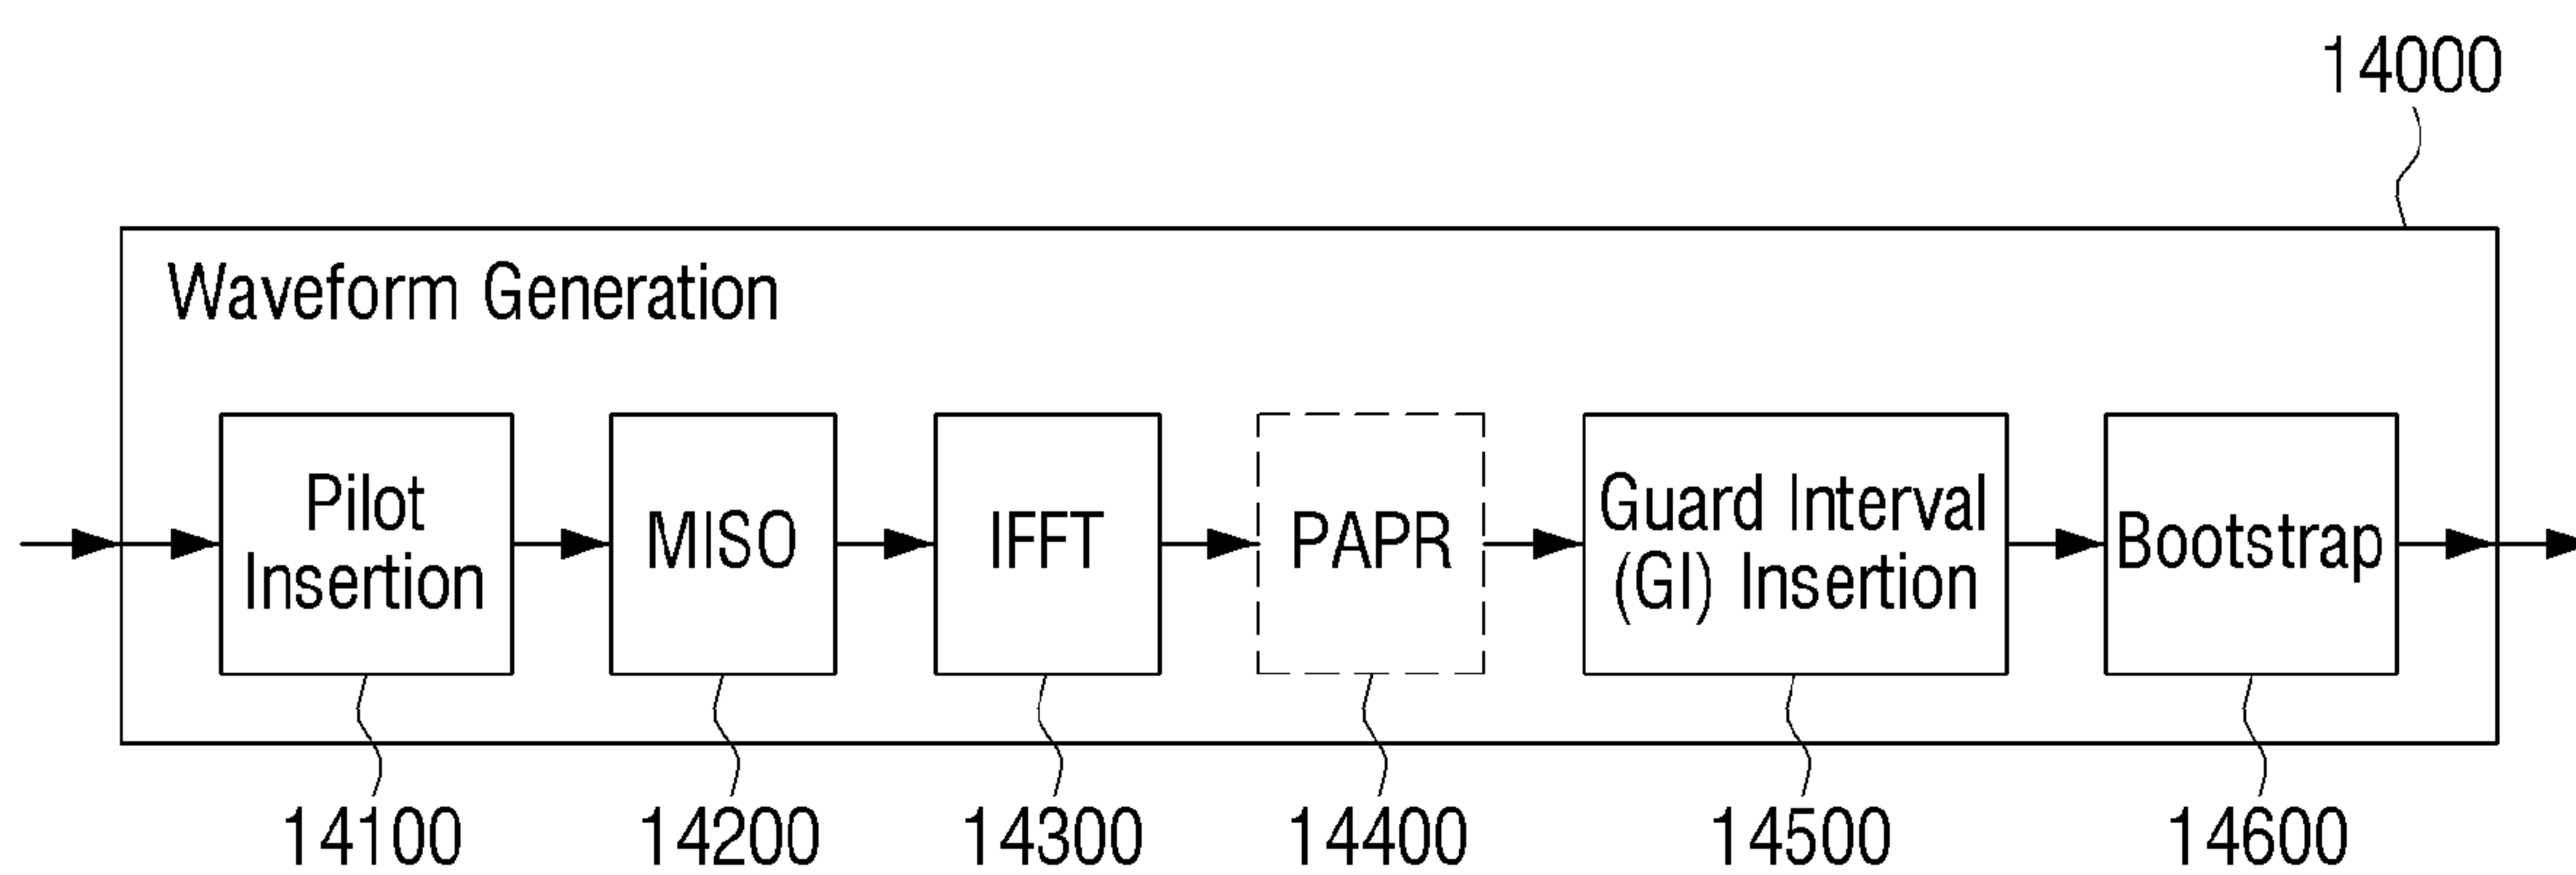 14000
Waveform Generation
Pilot
Insertion
MISO
IFFT
PAPR
Guard Interval
(GI) Insertion
Bootstrap
14100
14200
14300
14400
14500
14600